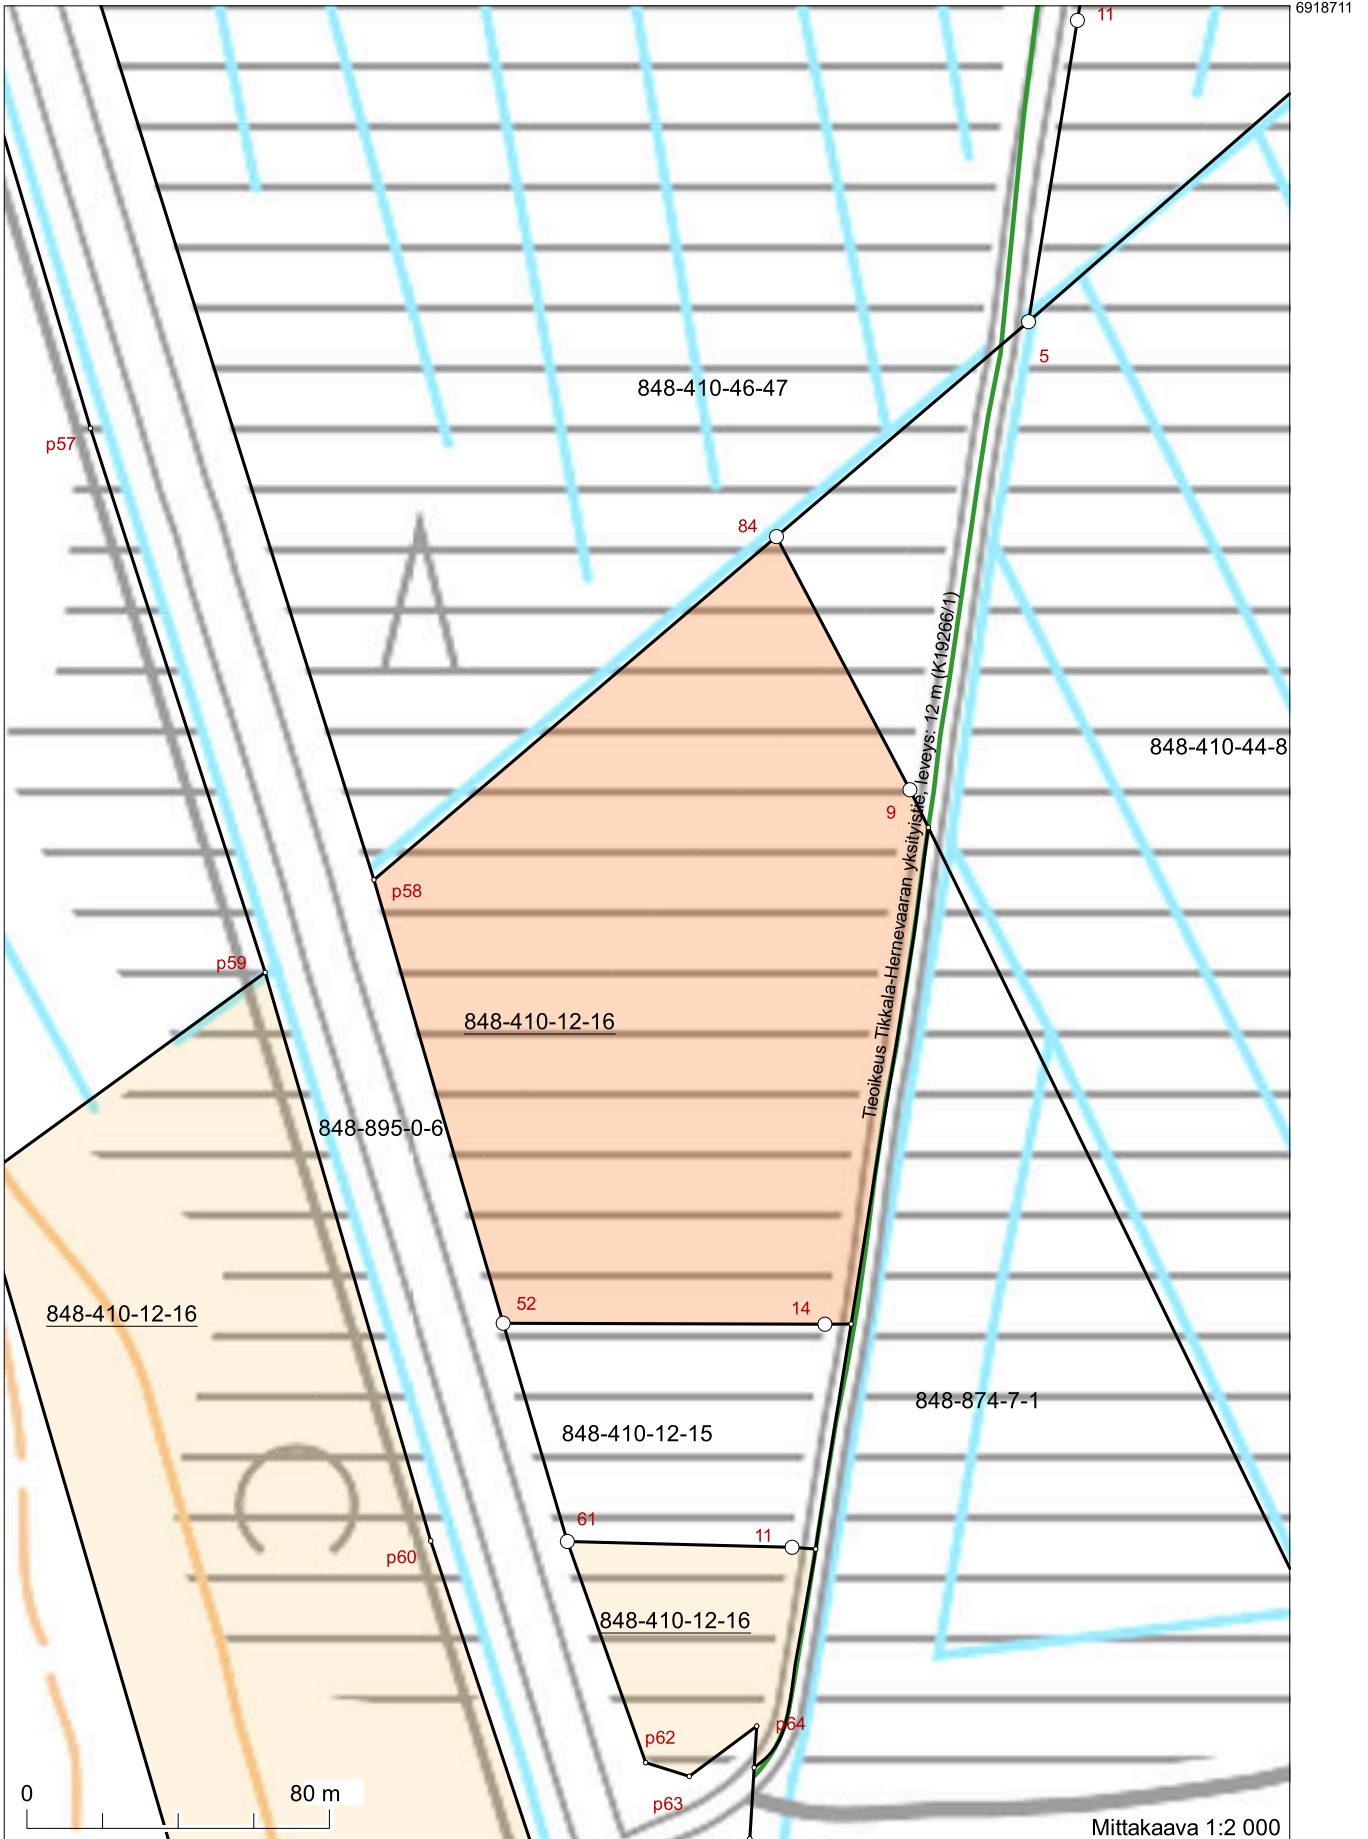 6918711
11
5
848-410-46-47
p57
84
848-410-44-8
9
p58
Tieoikeus Tikkala-Hernevaaran yksityistie, leveys: 12 m (K19266/1)
p59
848-410-12-16
848-895-0-6
52
14
848-410-12-16
848-874-7-1
848-410-12-15
61
11
p60
848-410-12-16
p64
p62
p63
0 80 m
Mittakaava 1:2 000